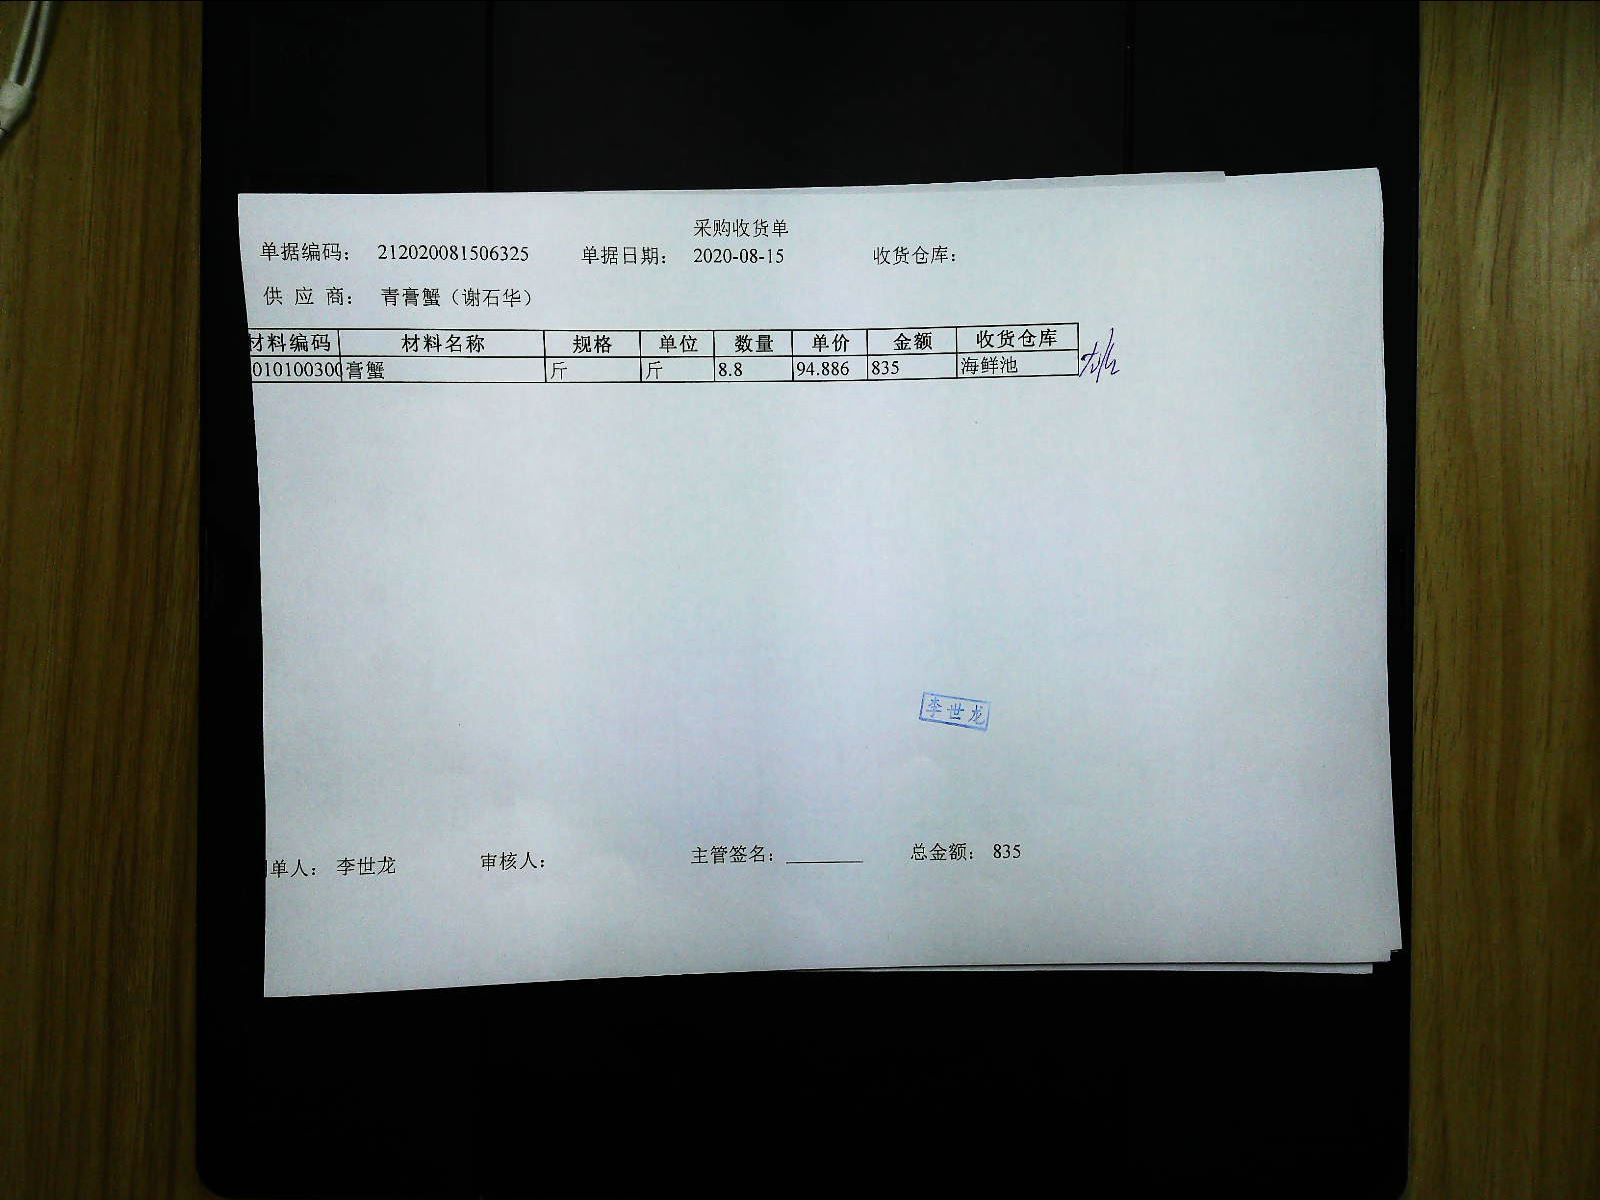 采购收货单
单据编码： 212020081506325 单据日期： 2020-08-15 收货仓库：
供 应 商： 青膏蟹（谢石华）
材料编码 材料名称 规格 单位 数量 单价 金额 收货仓库
010100300 膏蟹 斤 斤 8.8 94.886 835 海鲜池
李世龙
单人： 李世龙 审核人： 主管签名： ________ 总金额： 835